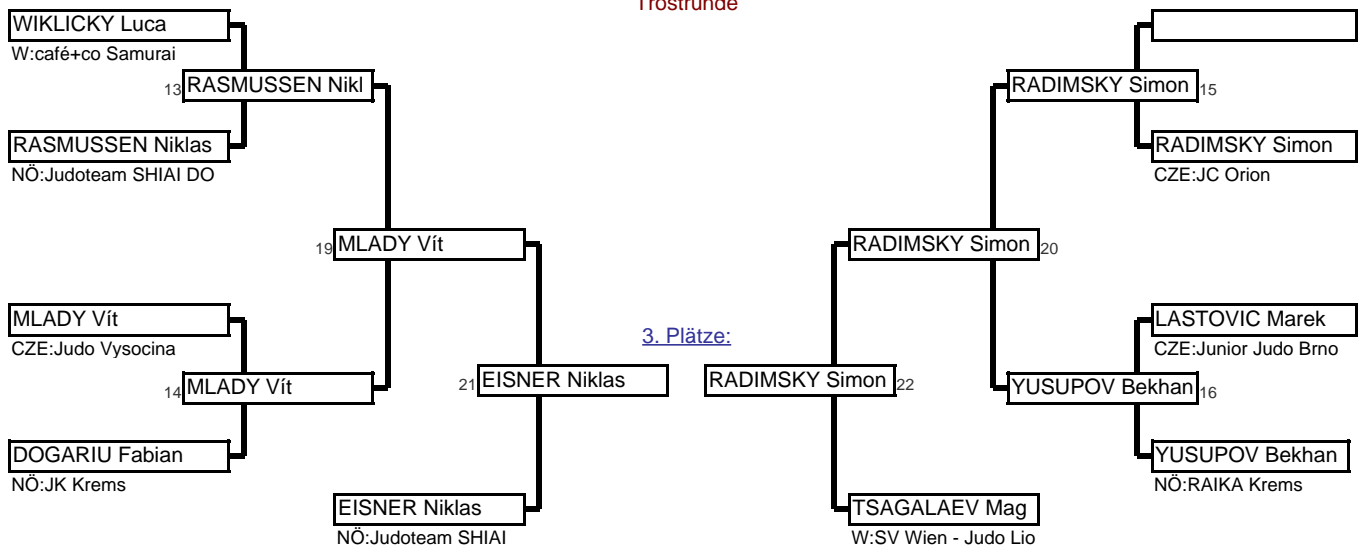 Trostrunde
WIKLICKY Luca
W:café+co Samurai
13 RASMUSSEN Nikl
RADIMSKY Simon 15
RASMUSSEN Niklas
NÖ:Judoteam SHIAI DO
RADIMSKY Simon
CZE:JC Orion
19 MLADY Vít
RADIMSKY Simon 20
MLADY Vít
CZE:Judo Vysocina
LASTOVIC Marek
CZE:Junior Judo Brno
3. Plätze:
14 MLADY Vít
21 EISNER Niklas
RADIMSKY Simon 22
YUSUPOV Bekhan 16
DOGARIU Fabian
NÖ:JK Krems
YUSUPOV Bekhan
NÖ:RAIKA Krems
EISNER Niklas
NÖ:Judoteam SHIAI
TSAGALAEV Mag
W:SV Wien - Judo Lio